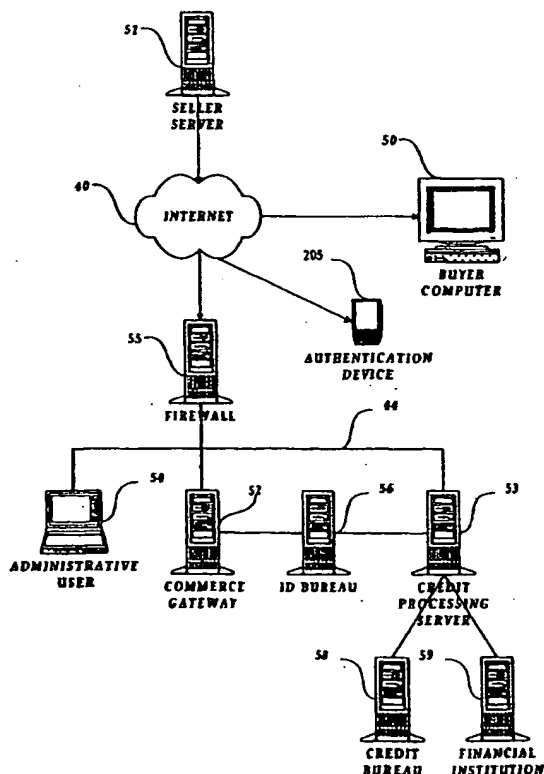 51
SELLER
SERVER
50
40
INTERNET
BUYER
COMPUTER
205
55
AUTHENTICATION
DEVICE
FIREWALL
44
54
52
56
53
ADMINISTRATIVE
USER
COMMERCE
GATEWAY
ID BUREAU
CREDIT
PROCESSING
SERVER
58
59
CREDIT
BUREAU
FINANCIAL
INSTITUTION